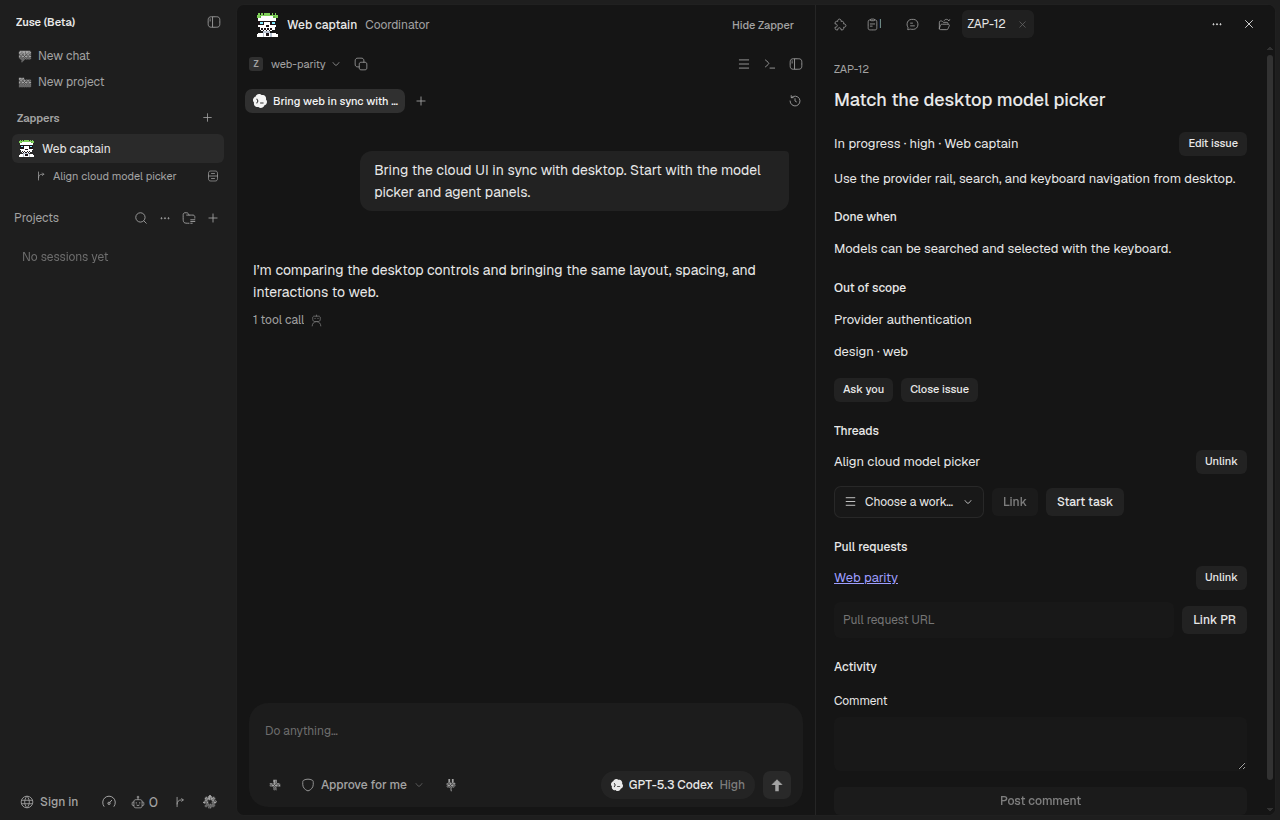 Zuse (Beta)
New chat
New project
Zappers
Web captain
Align cloud model picker
Projects
No sessions yet
Sign in
0
Web captain Coordinator
Hide Zapper
Z web-parity
Bring web in sync with …
Bring the cloud UI in sync with desktop. Start with the model
picker and agent panels.
I'm comparing the desktop controls and bringing the same layout, spacing, and
interactions to web.
1 tool call
Do anything…
Approve for me
GPT-5.3 Codex High
ZAP-12
ZAP-12
Match the desktop model picker
In progress · high · Web captain
Edit issue
Use the provider rail, search, and keyboard navigation from desktop.
Done when
Models can be searched and selected with the keyboard.
Out of scope
Provider authentication
design · web
Ask you
Close issue
Threads
Align cloud model picker
Unlink
Choose a work…
Link
Start task
Pull requests
Web parity
Unlink
Pull request URL
Link PR
Activity
Comment
Post comment